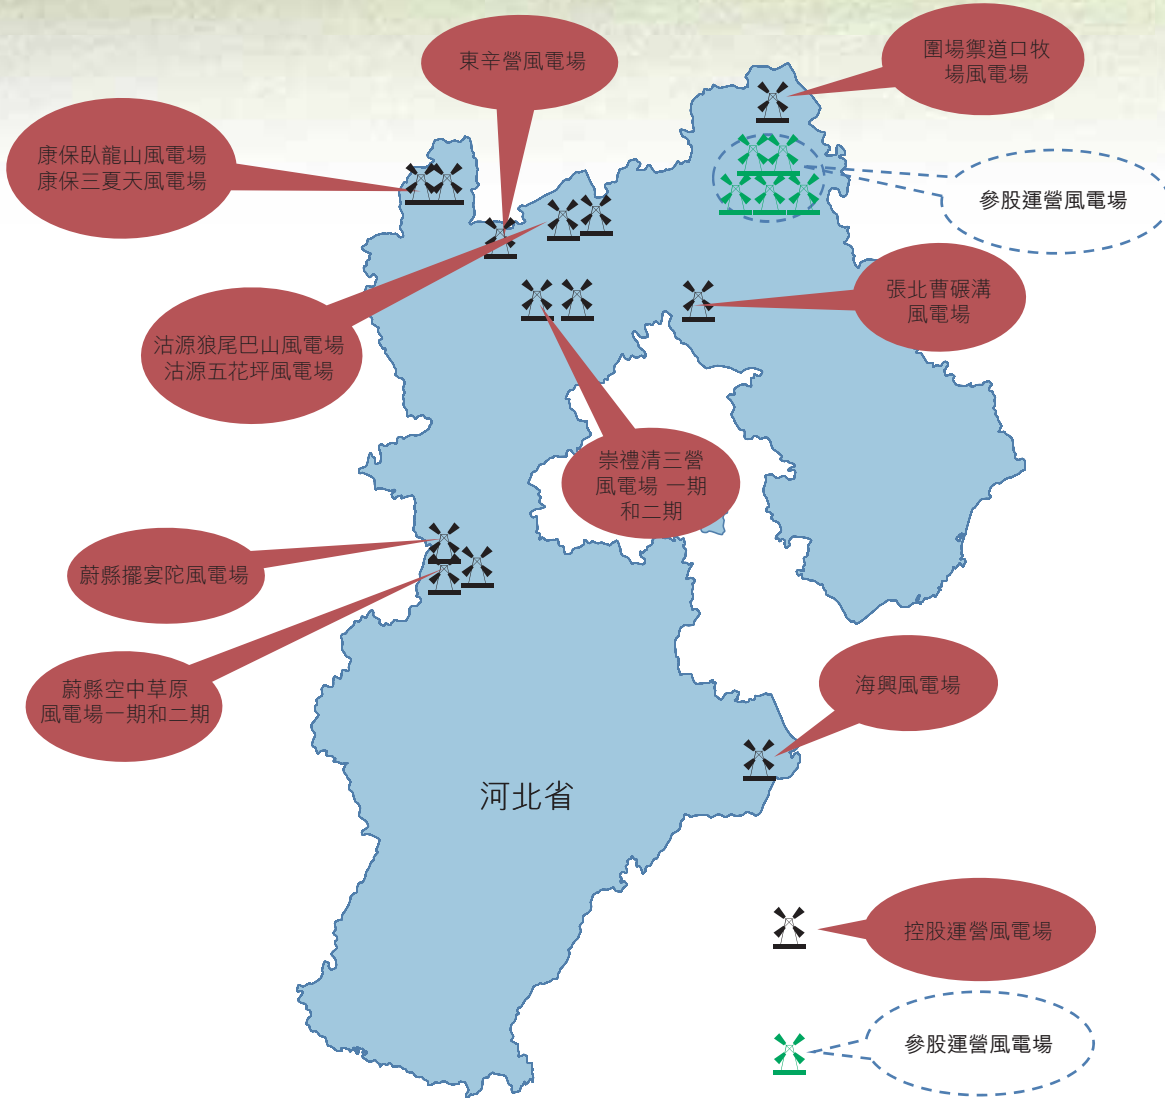 東辛營風電場
圍場禦道口牧
場風電場
康保臥龍山風電場
康保三夏天風電場
參股運營風電場
張北曹碾溝
風電場
沽源狼尾巴山風電場
沽源五花坪風電場
崇禮清三營
風電場 一期
和二期
蔚縣擺宴陀風電場
蔚縣空中草原
風電場一期和二期
海興風電場
河北省
控股運營風電場
參股運營風電場